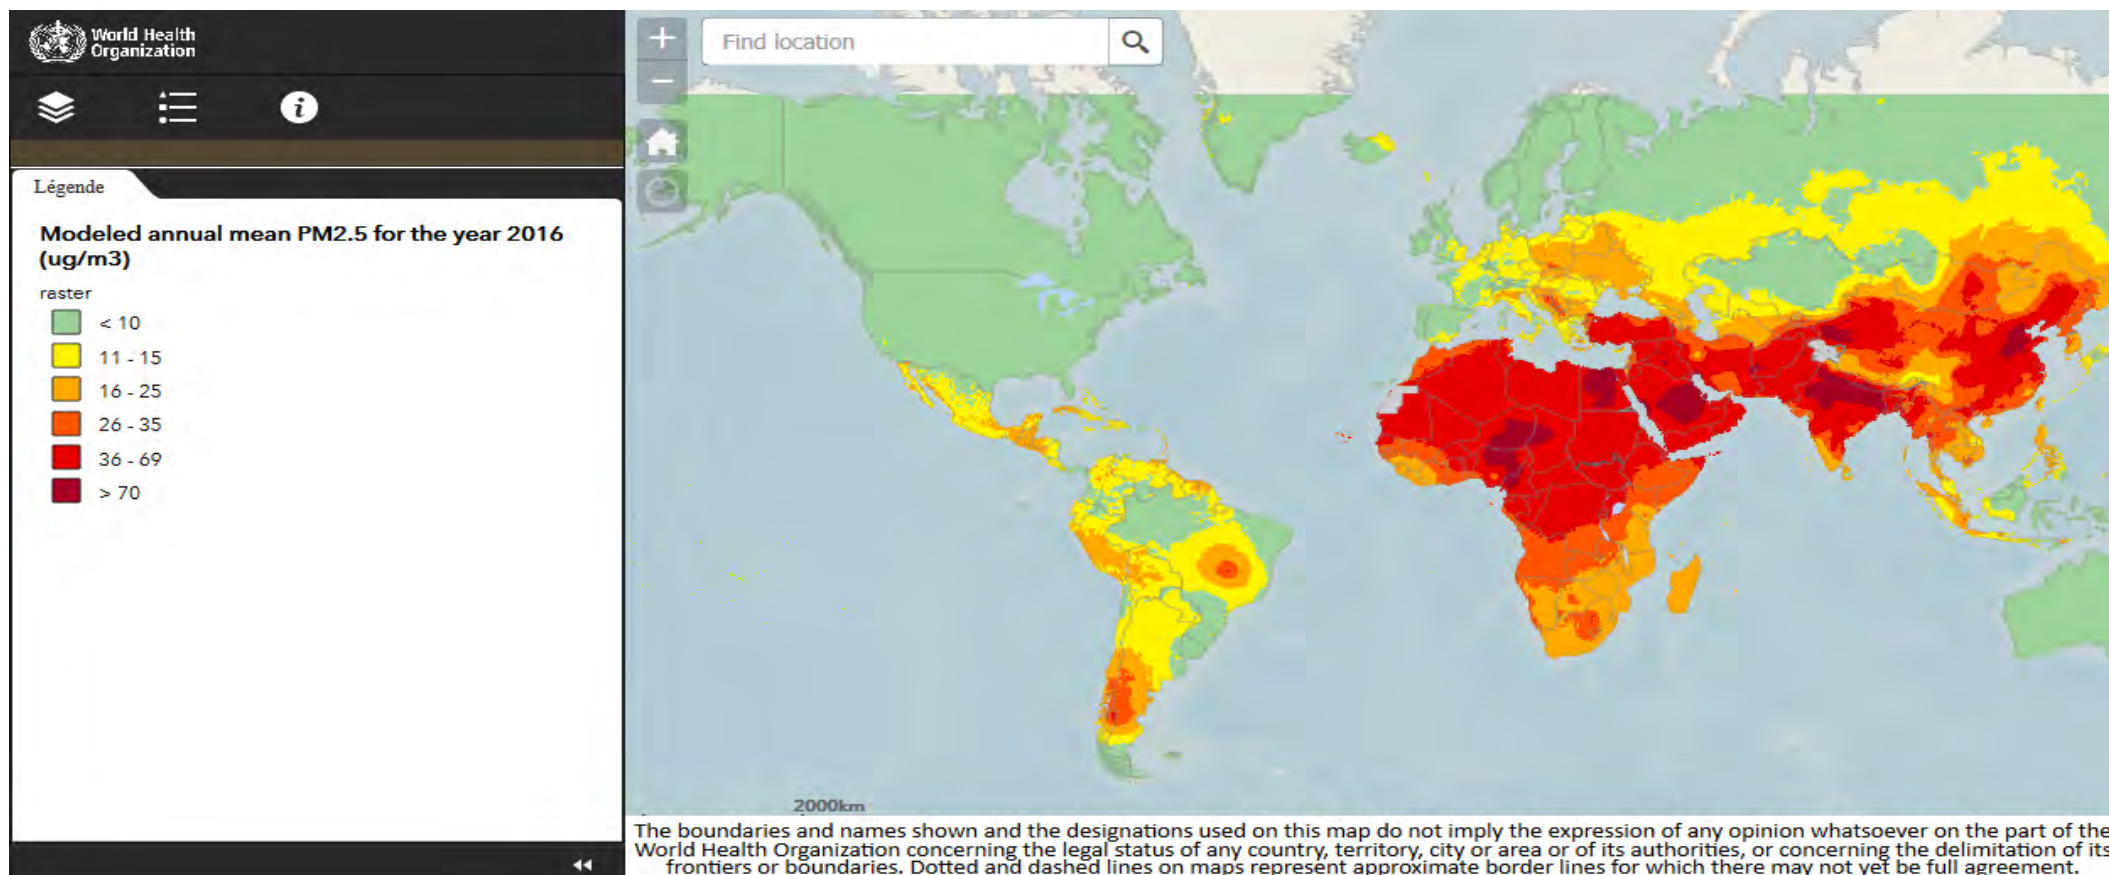 World Health
Organization
Find location
Légende
Modeled annual mean PM2.5 for the year 2016
(ug/m3)
raster
< 10
11 - 15
16 - 25
26 - 35
36 - 69
> 70
2000km
The boundaries and names shown and the designations used on this map do not imply the expression of any opinion whatsoever on the part of the
World Health Organization concerning the legal status of any country, territory, city or area or of its authorities, or concerning the delimitation of its
frontiers or boundaries. Dotted and dashed lines on maps represent approximate border lines for which there may not yet be full agreement.